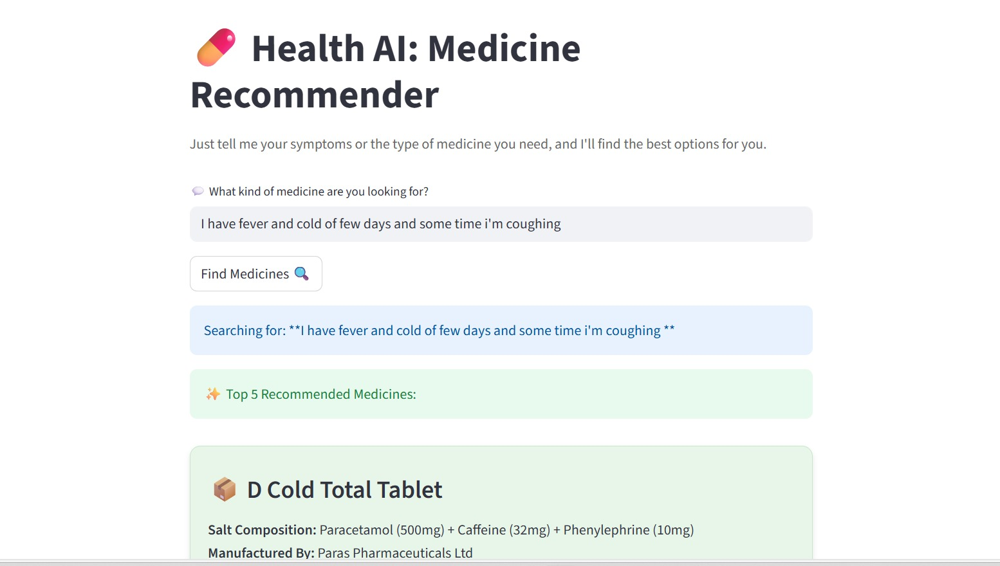 Health AI: Medicine
Recommender
Just tell me your symptoms or the type of medicine you need, and I'll find the best options for you.
What kind of medicine are you looking for?
I have fever and cold of few days and some time i'm coughing
Find Medicines
Searching for: **I have fever and cold of few days and some time i'm coughing **
Top 5 Recommended Medicines:
D Cold Total Tablet
Salt Composition: Paracetamol (500mg) + Caffeine (32mg) + Phenylephrine (10mg)
Manufactured By: Paras Pharmaceuticals Ltd